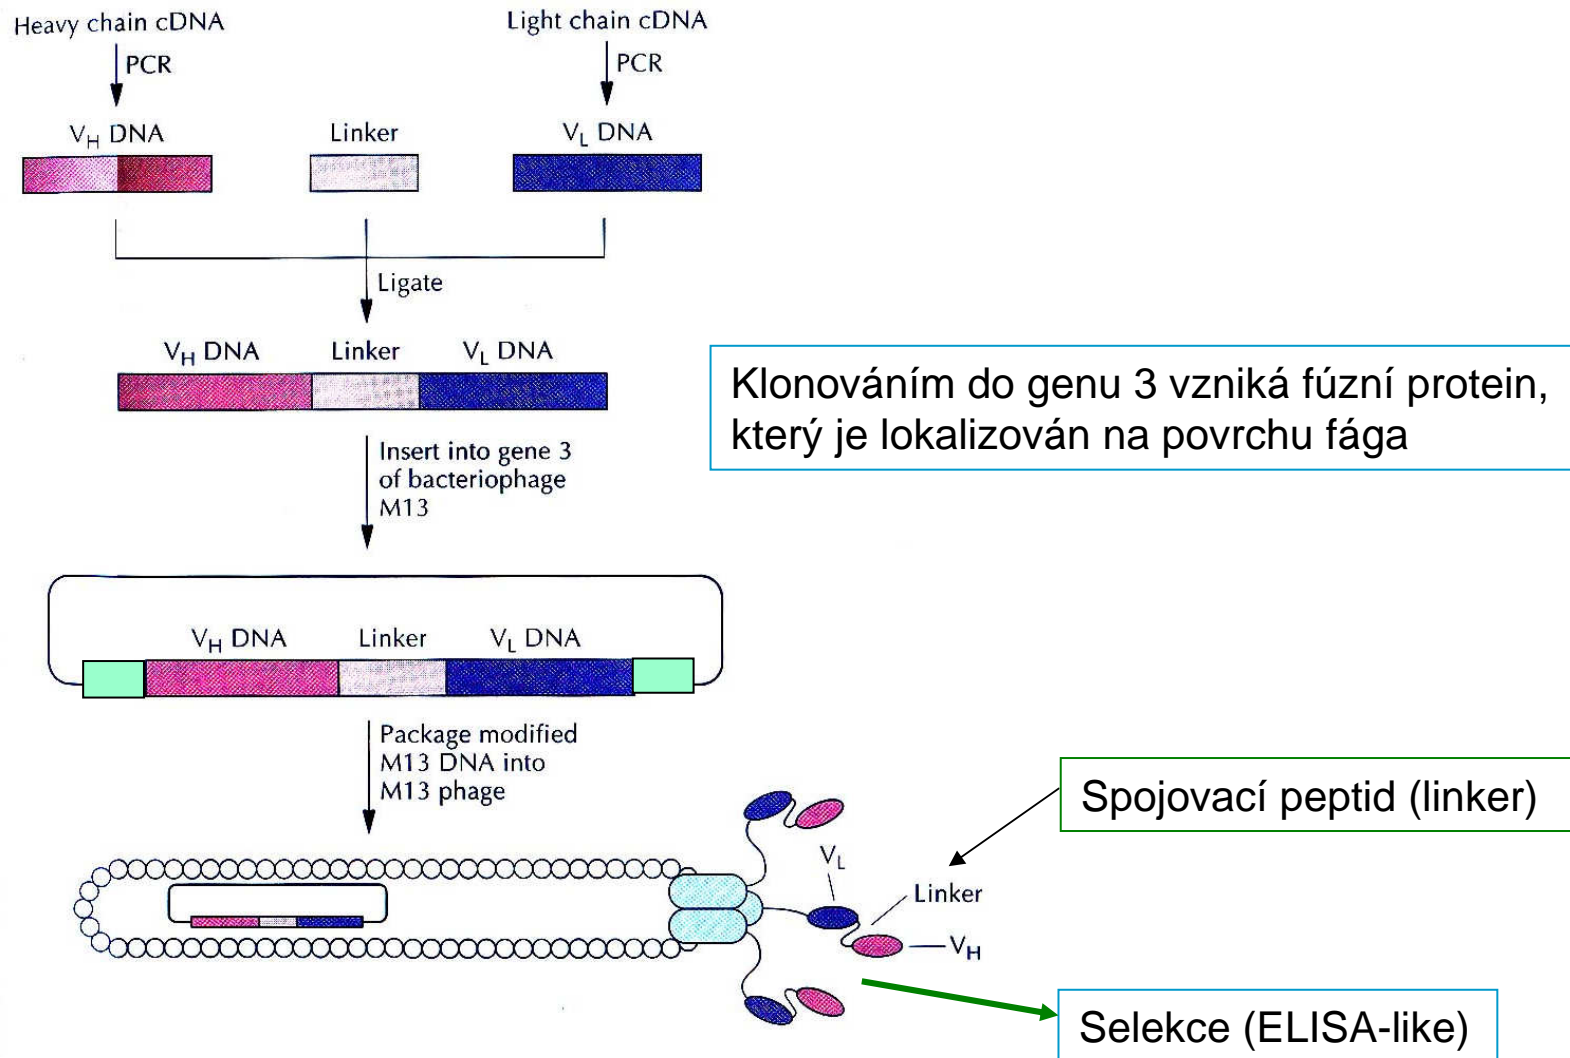 Heavy chain cDNA
Light chain cDNA
PCR
PCR
VH DNA
Linker
VL DNA
Ligate
VH DNA
Linker
VL DNA
Klonováním do genu 3 vzniká fúzní protein,
který je lokalizován na povrchu fága
Insert into gene 3
of bacteriophage
M13
VH DNA
Linker
VL DNA
Package modified
M13 DNA into
M13 phage
Spojovací peptid (linker)
VL
Linker
VH
Selekce (ELISA-like)